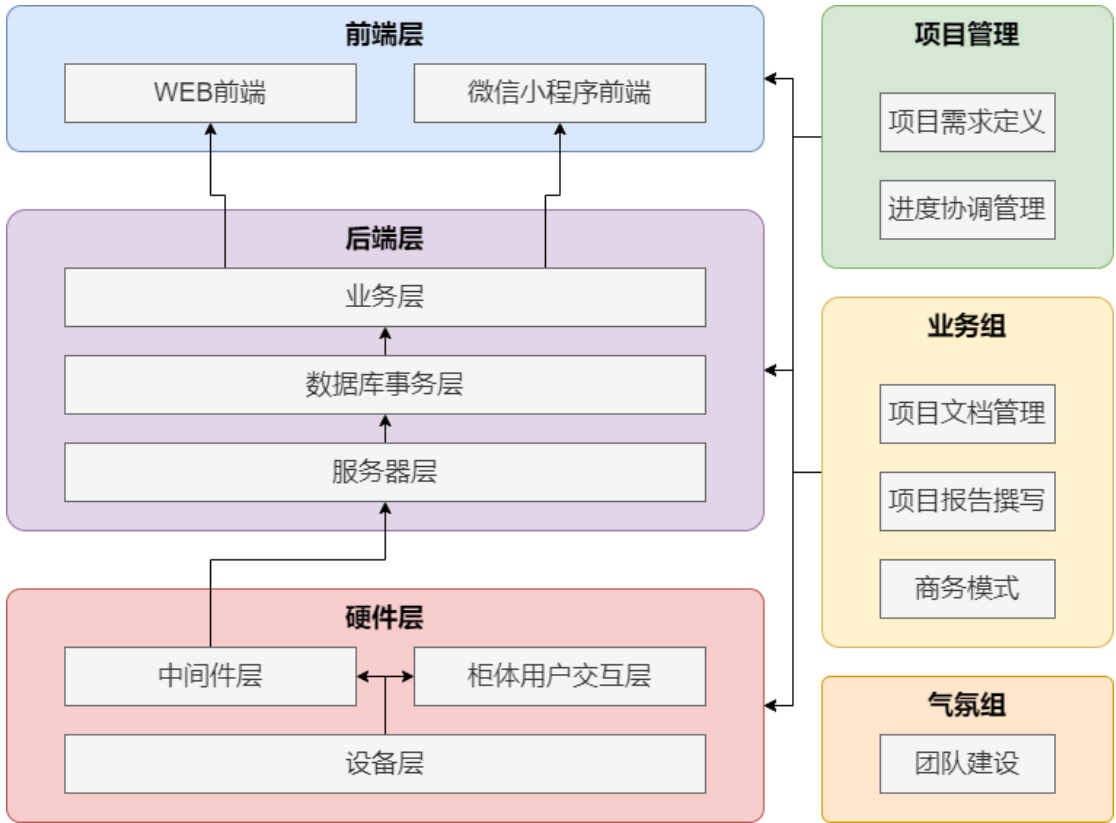 前端层
WEB前端
微信小程序前端
后端层
业务层
数据库事务层
服务器层
硬件层
中间件层
柜体用户交互层
设备层
项目管理
项目需求定义
进度协调管理
业务组
项目文档管理
项目报告撰写
商务模式
气氛组
团队建设